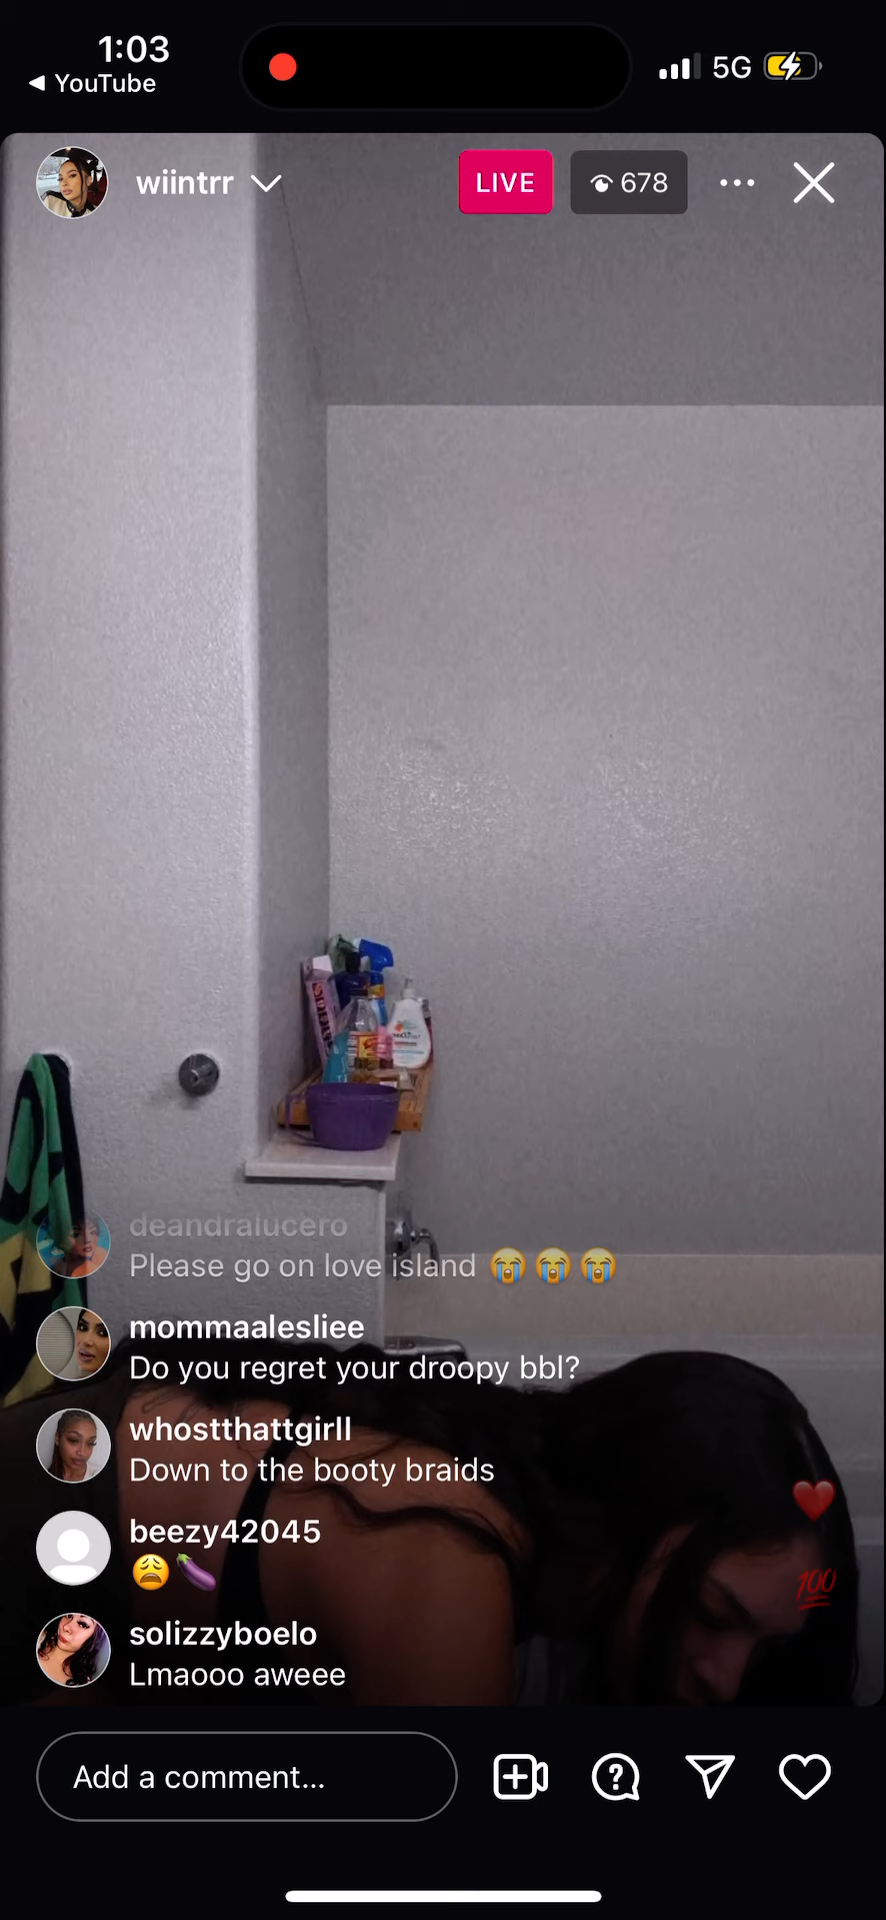 1:03
5G
◀ YouTube
wiintrr
LIVE
678
deandralucero
Please go on love island 😭😭😭
mommaalesliee
Do you regret your droopy bbl?
whostthattgirll
Down to the booty braids
beezy42045
😩🍆
solizzyboelo
Lmaooo aweee
💯
Add a comment...